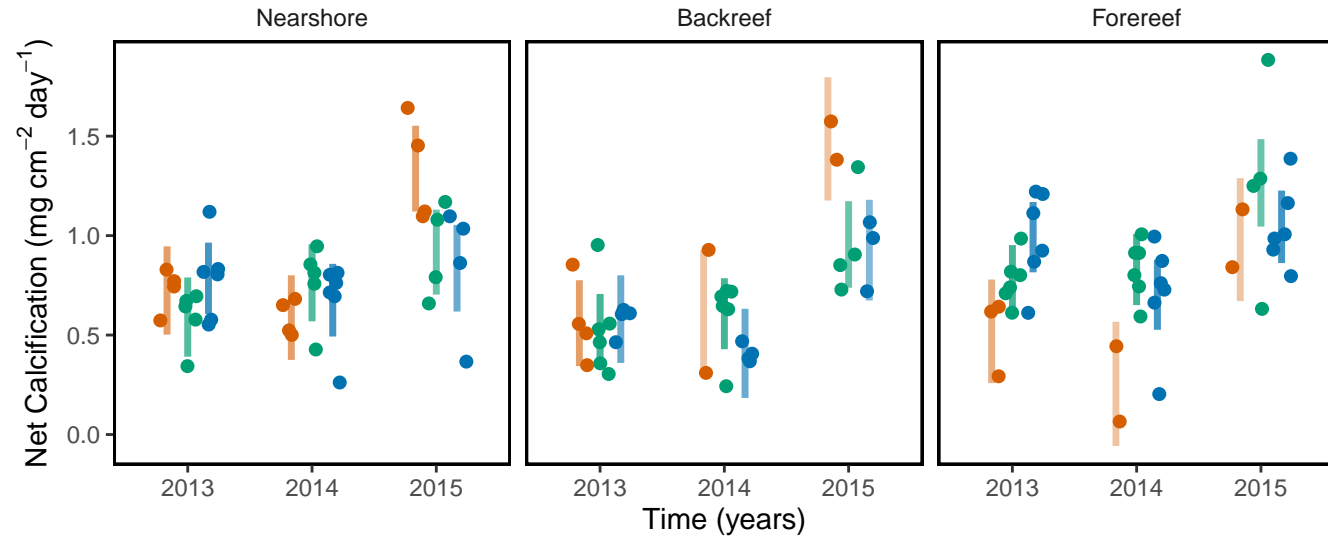 Nearshore Backreef Forereef
Net Calcification (mg cm⁻² day⁻¹)
1.5
1.0
0.5
0.0
2013 2014 2015 2013 2014 2015 2013 2014 2015
Time (years)